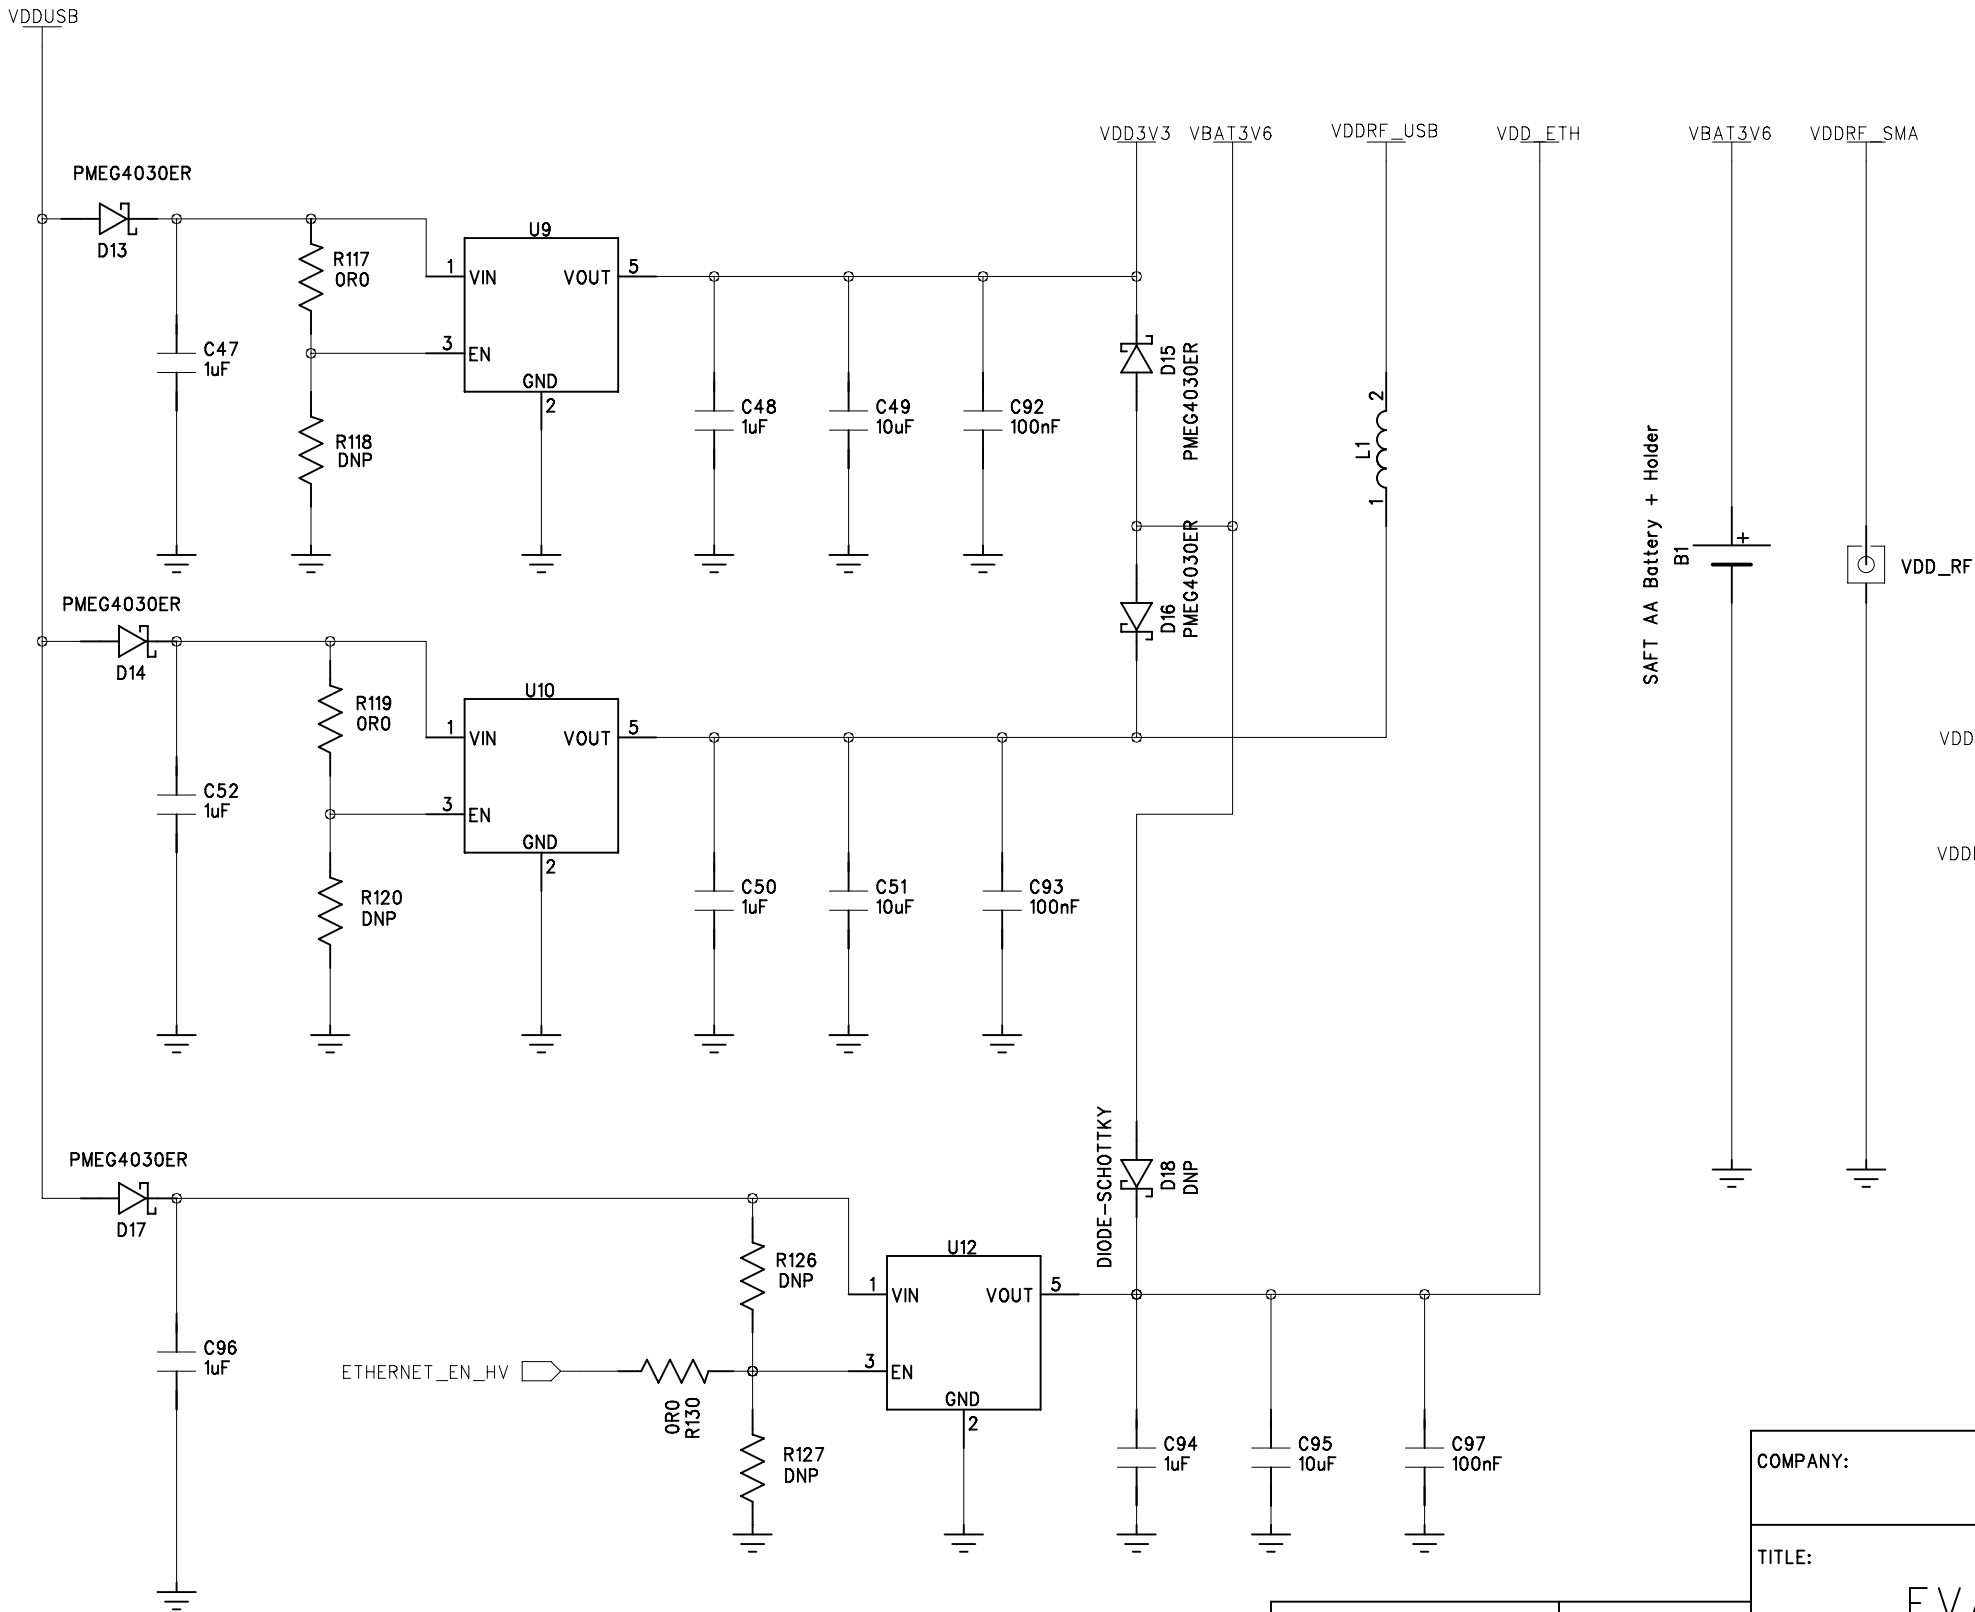 VDDUSB
VDD3V3
VBAT3V6
VDDRF_USB
VDD_ETH
VBAT3V6
VDDRF_SMA
PMEG4030ER
D13
R117
0R0
U9
1
VIN
VOUT
5
3
EN
GND
2
C47
1uF
R118
DNP
C48
1uF
C49
10uF
C92
100nF
D15
PMEG4030ER
2
L1
1
SAFT AA Battery + Holder
B1
+
VDD_RF
D16
PMEG4030ER
PMEG4030ER
D14
R119
0R0
U10
1
VIN
VOUT
5
3
EN
GND
2
C52
1uF
R120
DNP
C50
1uF
C51
10uF
C93
100nF
VDD
PMEG4030ER
D17
DIODE-SCHOTTKY
D18
DNP
R126
DNP
U12
1
VIN
VOUT
5
3
EN
GND
2
C96
1uF
ETHERNET_EN_HV
0R0
R130
R127
DNP
C94
1uF
C95
10uF
C97
100nF
COMPANY:
TITLE: